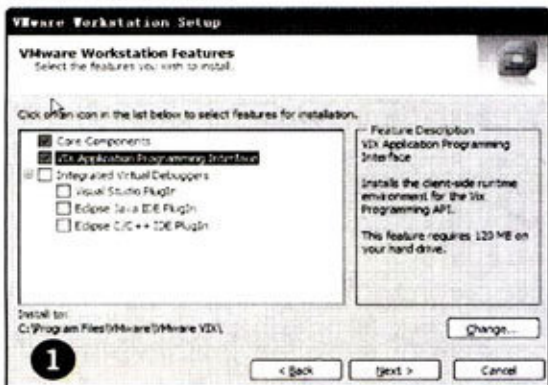 VMware Workstation Setup
VMware Workstation Features
Select the features you wish to install.
Click on an icon in the list below to select features for installation.
Core Components
VIX Application Programming Interface
Integrated Virtual Debuggers
Visual Studio PlugIn
Eclipse Java IDE PlugIn
Eclipse C/C++ IDE PlugIn
Feature Description
VIX Application Programming
Interface
Installs the client-side runtime
environment for the Vix
Programming API.
This feature requires 120 MB on
your hard drive.
Install to:
C:\Program Files\VMware\VMware VIX\
Change...
1
< Back
Next >
Cancel